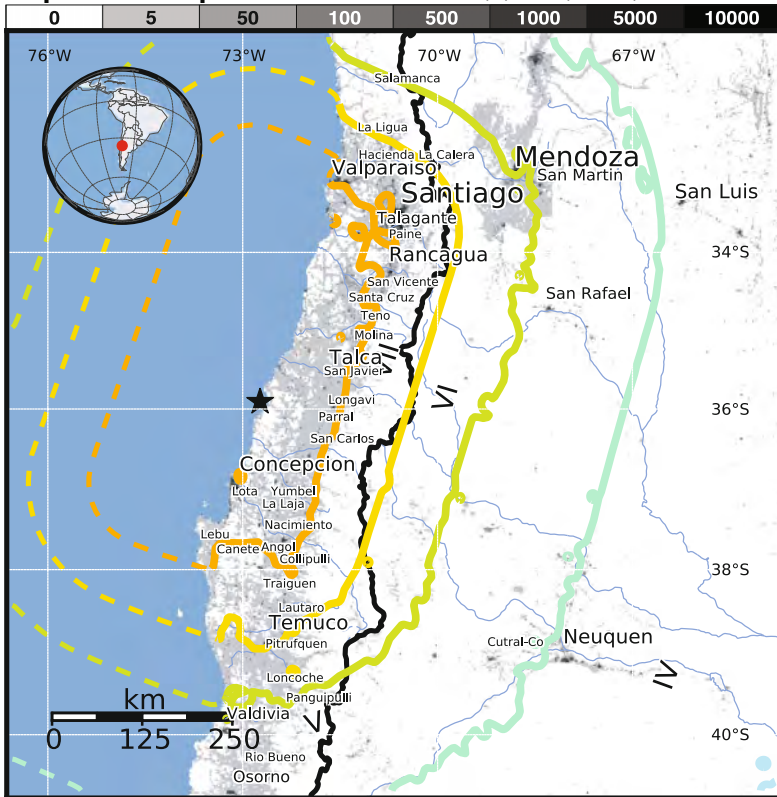 0 5 50 100 500 1000 5000 10000
76°W 73°W 70°W 67°W
Salamanca
La Ligua
Hacienda La Calera
Mendoza
Valparaiso
San Martin
Santiago
San Luis
Talagante
Paine
Rancagua
34°S
San Vicente
Santa Cruz
San Rafael
Teno
Molina
VII
Talca
San Javier
VI
Longavi
36°S
Parral
San Carlos
Concepcion
Lota
Yumbel
La Laja
Nacimiento
Lebu
Canete
Angol
Collipulli
38°S
Traiguen
Lautaro
Temuco
Pitrufquen
Cutral-Co
Neuquen
Loncoche
IV
km
Panguipulli
Valdivia
V
0 125 250
40°S
Rio Bueno
Osorno